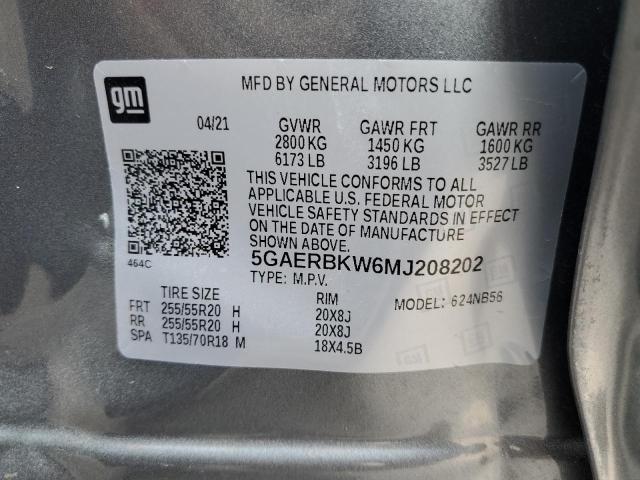 gm
MFD BY GENERAL MOTORS LLC
04/21 GVWR GAWR FRT GAWR RR
2800 KG 1450 KG 1600 KG
6173 LB 3196 LB 3527 LB
THIS VEHICLE CONFORMS TO ALL
APPLICABLE U.S. FEDERAL MOTOR
VEHICLE SAFETY STANDARDS IN EFFECT
ON THE DATE OF MANUFACTURE
SHOWN ABOVE.
464C
5GAERBKW6MJ208202
TYPE: M.P.V. MODEL: 624NB56
TIRE SIZE RIM
FRT 255/55R20 H 20X8J
RR 255/55R20 H 20X8J
SPA T135/70R18 M 18X4.5B